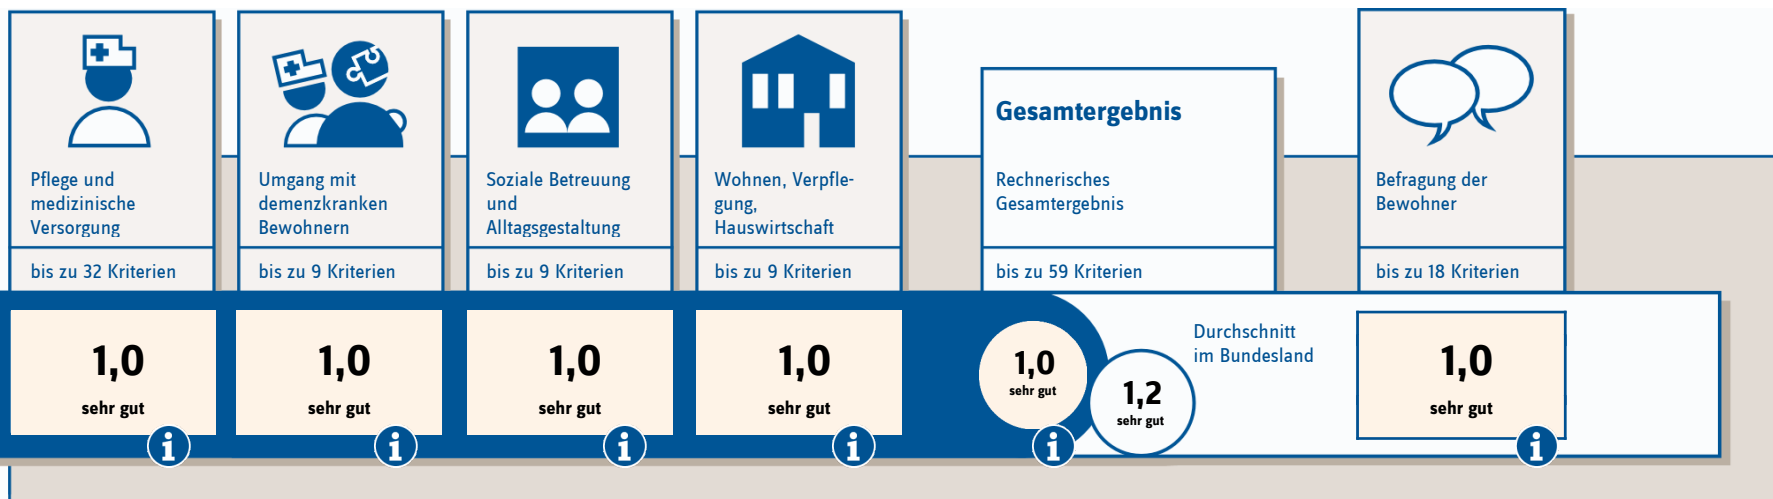 Pflege und
medizinische
Versorgung
bis zu 32 Kriterien
1,0
sehr gut
i
Umgang mit
demenzkranken
Bewohnern
bis zu 9 Kriterien
1,0
sehr gut
i
Soziale Betreuung
und
Alltagsgestaltung
bis zu 9 Kriterien
1,0
sehr gut
i
Wohnen, Verpfle-
gung,
Hauswirtschaft
bis zu 9 Kriterien
1,0
sehr gut
i
Gesamtergebnis
Rechnerisches
Gesamtergebnis
bis zu 59 Kriterien
1,0
sehr gut
i
1,2
sehr gut
Durchschnitt
im Bundesland
Befragung der
Bewohner
bis zu 18 Kriterien
1,0
sehr gut
i